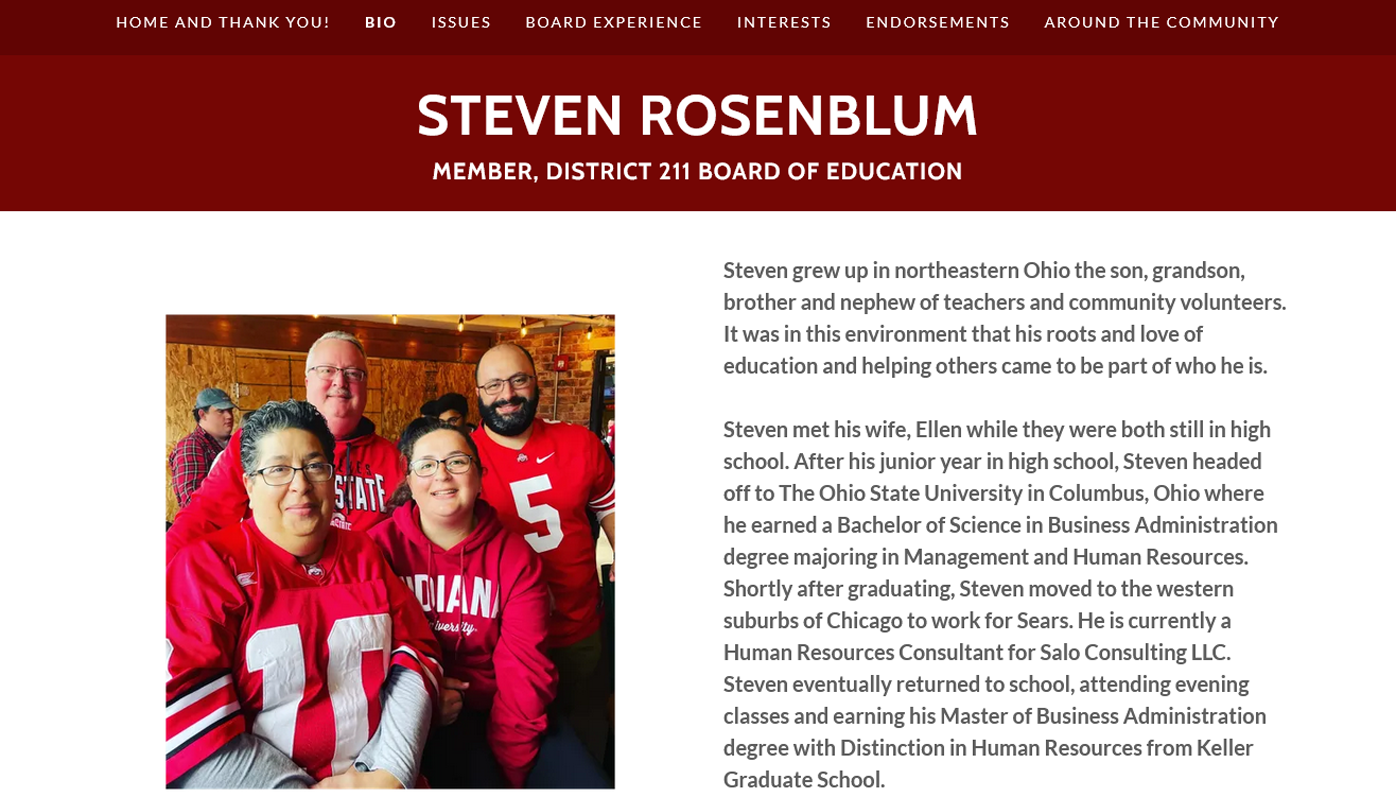 HOME AND THANK YOU! BIO ISSUES BOARD EXPERIENCE INTERESTS ENDORSEMENTS AROUND THE COMMUNITY
STEVEN ROSENBLUM
MEMBER, DISTRICT 211 BOARD OF EDUCATION
Steven grew up in northeastern Ohio the son, grandson,
brother and nephew of teachers and community volunteers.
It was in this environment that his roots and love of
education and helping others came to be part of who he is.
Steven met his wife, Ellen while they were both still in high
school. After his junior year in high school, Steven headed
off to The Ohio State University in Columbus, Ohio where
he earned a Bachelor of Science in Business Administration
degree majoring in Management and Human Resources.
Shortly after graduating, Steven moved to the western
suburbs of Chicago to work for Sears. He is currently a
Human Resources Consultant for Salo Consulting LLC.
Steven eventually returned to school, attending evening
classes and earning his Master of Business Administration
degree with Distinction in Human Resources from Keller
Graduate School.
STATE
5
NDIANA
iversity
10